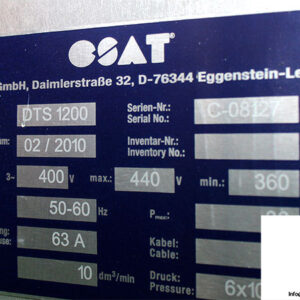 CSAT
GmbH, Daimlerstraße 32, D-76344 Eggenstein-Le
DTS 1200 Serien-Nr.: Serial No.: C-08127
02 / 2010 Inventar-Nr.: Inventory No.:
3~ 400 V max.: 440 V min.: 360
50-60 Hz
63 A Kabel: Cable:
10 dm³/min Druck: Pressure: 6x10